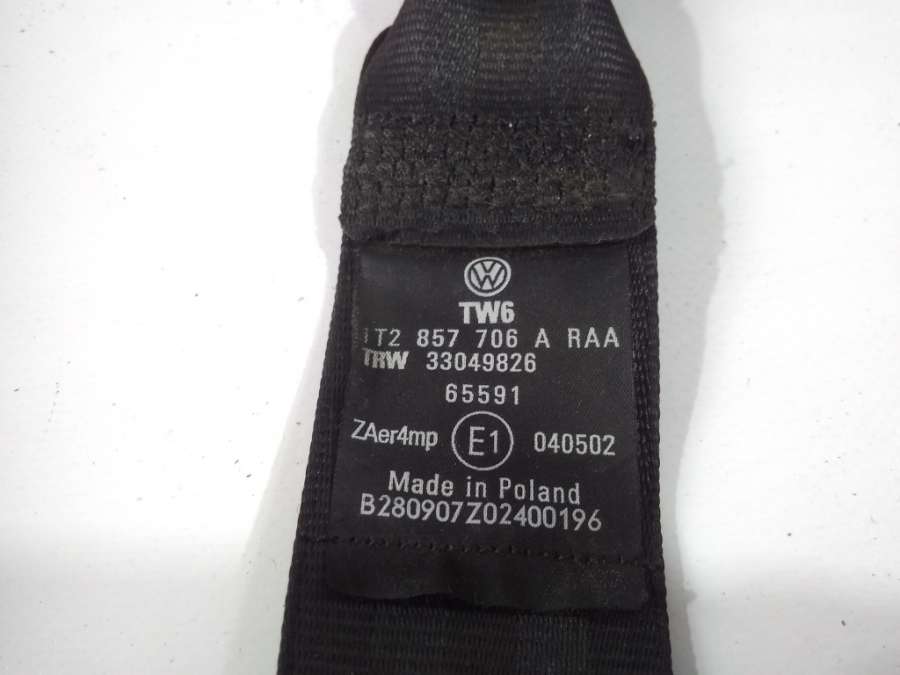 TW6
1T2 857 706 A RAA
TRW 33049826
65591
ZAer4mp E1 040502
Made in Poland
B280907Z02400196